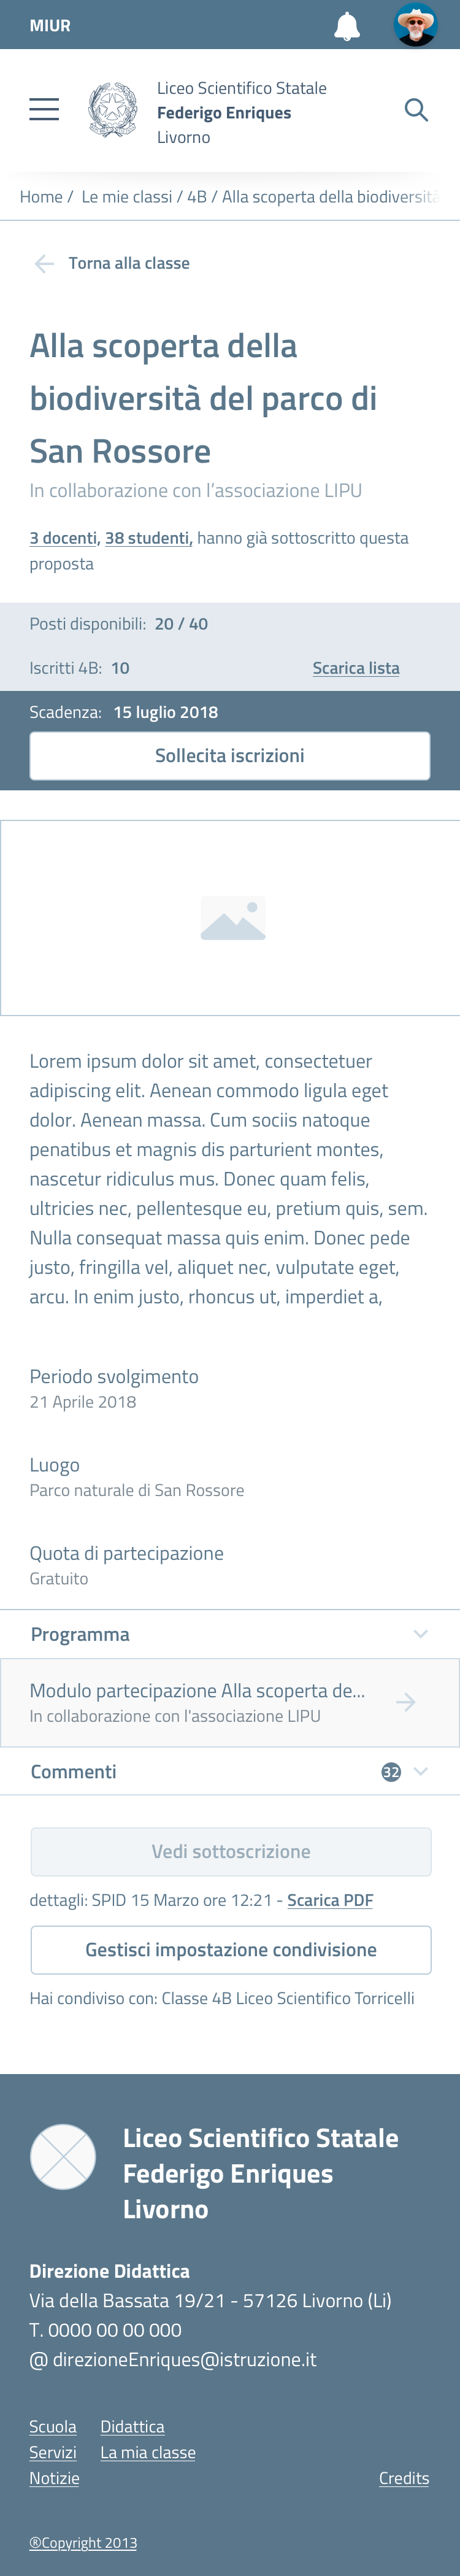 MIUR
Liceo Scientifico Statale
Federigo Enriques
Livorno
Home / Le mie classi / 4B / Alla scoperta della biodiversità
Torna alla classe
Alla scoperta della
biodiversità del parco di
San Rossore
In collaborazione con l’associazione LIPU
3 docenti, 38 studenti, hanno già sottoscritto questa
proposta
Posti disponibili: 20 / 40
Iscritti 4B: 10 Scarica lista
Scadenza: 15 luglio 2018
Sollecita iscrizioni
Lorem ipsum dolor sit amet, consectetuer
adipiscing elit. Aenean commodo ligula eget
dolor. Aenean massa. Cum sociis natoque
penatibus et magnis dis parturient montes,
nascetur ridiculus mus. Donec quam felis,
ultricies nec, pellentesque eu, pretium quis, sem.
Nulla consequat massa quis enim. Donec pede
justo, fringilla vel, aliquet nec, vulputate eget,
arcu. In enim justo, rhoncus ut, imperdiet a,
Periodo svolgimento
21 Aprile 2018
Luogo
Parco naturale di San Rossore
Quota di partecipazione
Gratuito
Programma
Modulo partecipazione Alla scoperta de...
In collaborazione con l'associazione LIPU
Commenti 32
Vedi sottoscrizione
dettagli: SPID 15 Marzo ore 12:21 - Scarica PDF
Gestisci impostazione condivisione
Hai condiviso con: Classe 4B Liceo Scientifico Torricelli
Liceo Scientifico Statale
Federigo Enriques
Livorno
Direzione Didattica
Via della Bassata 19/21 - 57126 Livorno (Li)
T. 0000 00 00 000
@ direzioneEnriques@istruzione.it
Scuola Didattica
Servizi La mia classe
Notizie Credits
®Copyright 2013